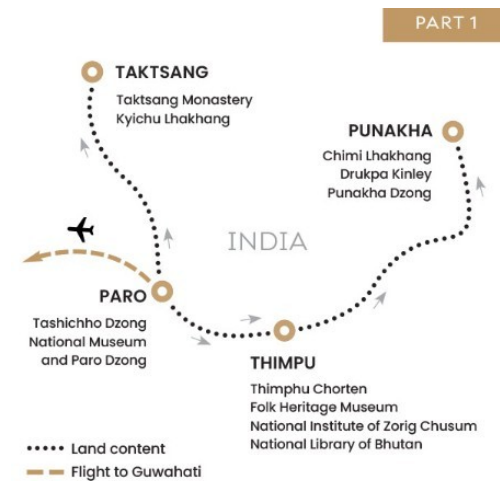 PART 1
TAKTSANG
Taktsang Monastery
Kyichu Lhakhang
PUNAKHA
Chimi Lhakhang
Drukpa Kinley
Punakha Dzong
INDIA
PARO
Tashichho Dzong
National Museum
and Paro Dzong
THIMPU
Thimphu Chorten
Folk Heritage Museum
National Institute of Zorig Chusum
National Library of Bhutan
Land content
Flight to Guwahati